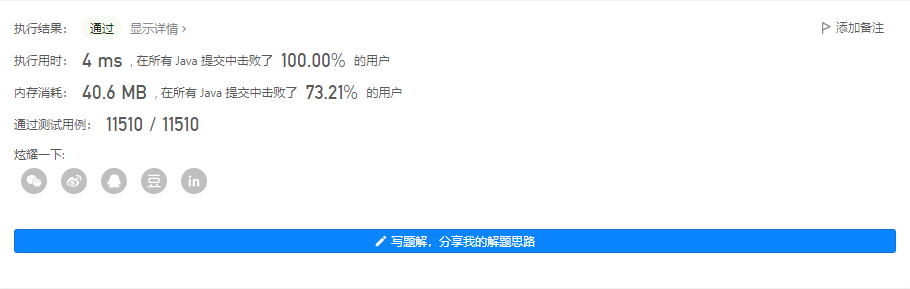 执行结果： 通过 显示详情 › 添加备注
执行用时： 4 ms ，在所有 Java 提交中击败了 100.00% 的用户
内存消耗： 40.6 MB ，在所有 Java 提交中击败了 73.21% 的用户
通过测试用例： 11510 / 11510
炫耀一下:
豆 in
写题解，分享我的解题思路